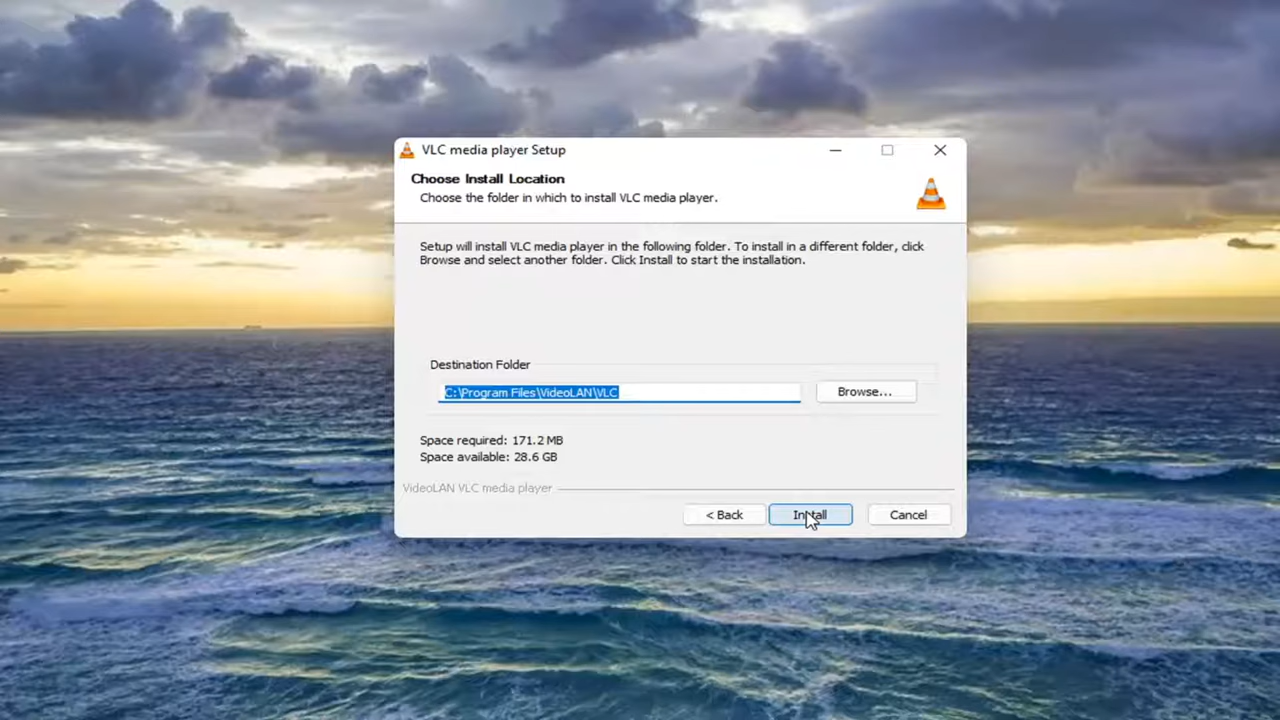 VLC media player Setup
Choose Install Location
Choose the folder in which to install VLC media player.
Setup will install VLC media player in the following folder. To install in a different folder, click
Browse and select another folder. Click Install to start the installation.
Destination Folder
C:\Program Files\VideoLAN\VLC
Browse...
Space required: 171.2 MB
Space available: 28.6 GB
VideoLAN VLC media player
< Back
Install
Cancel